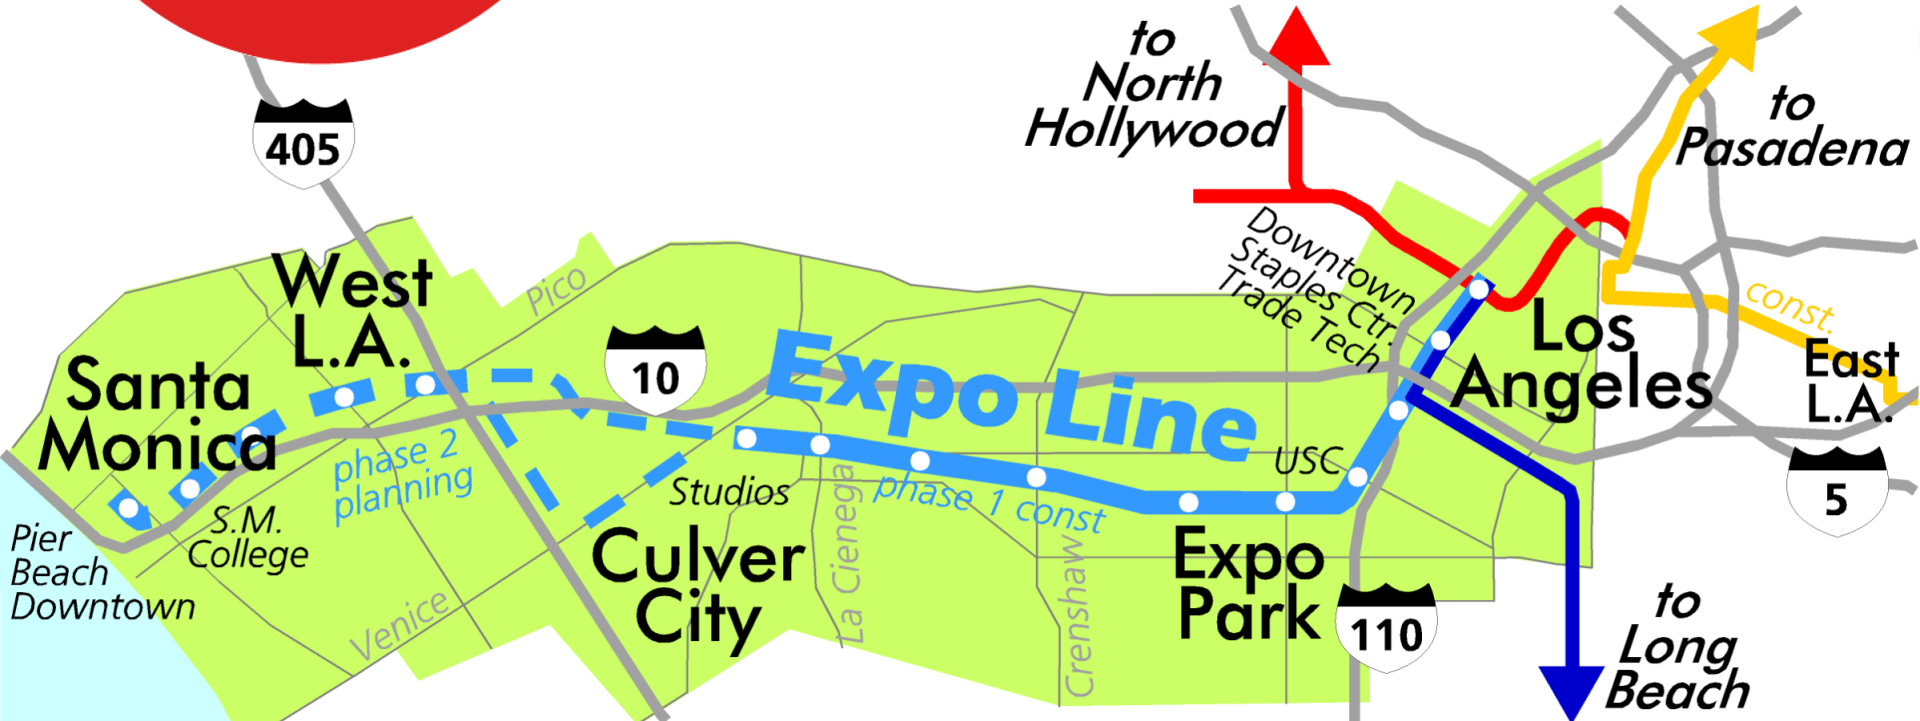 to
North
Hollywood
to
Pasadena
405
Downtown
Staples Ctr.
Trade Tech
West
L.A.
Pico
10
Expo Line
Los
Angeles
const.
East
L.A.
Santa
Monica
phase 2
planning
Studios
phase 1 const
USC
5
S.M.
College
Pier
Beach
Downtown
Venice
Culver
City
La Cienega
Crenshaw
Expo
Park
110
to
Long
Beach